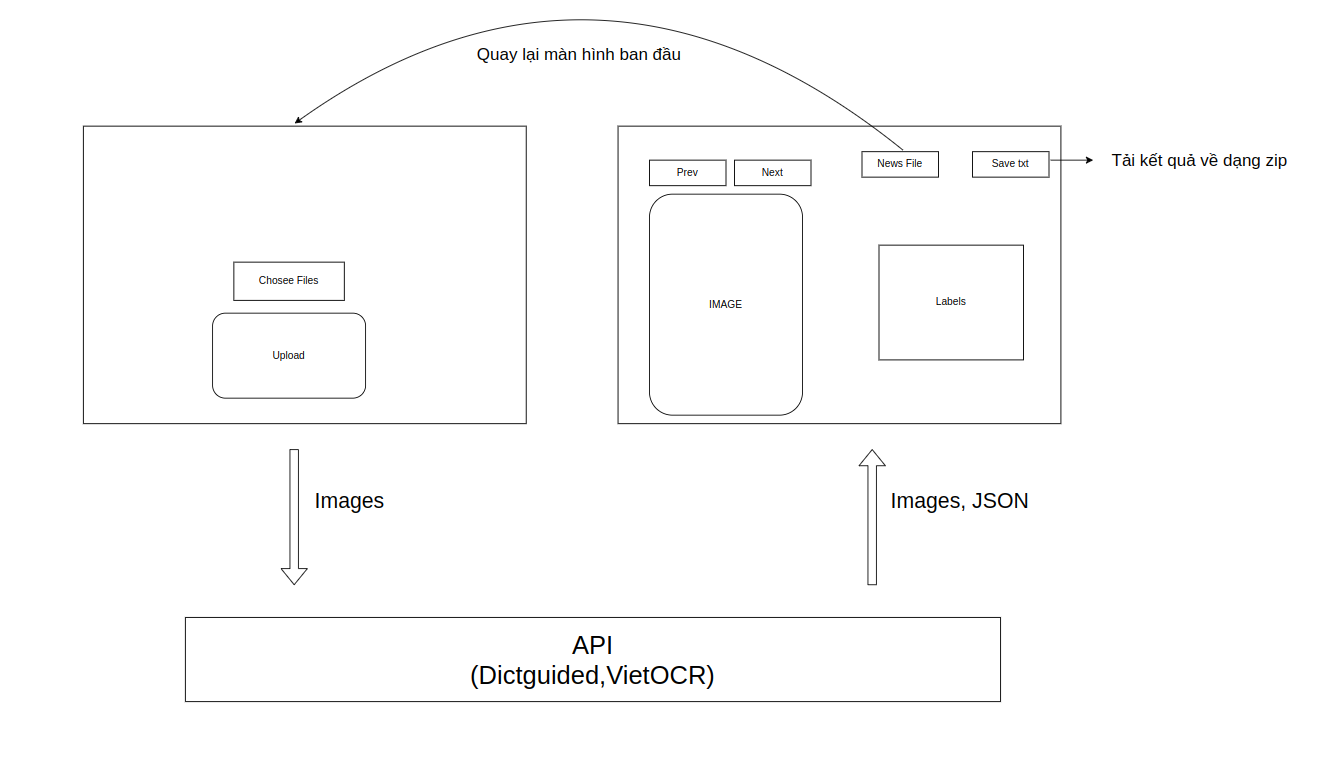 Quay lại màn hình ban đầu
News File
Save txt
Tải kết quả về dạng zip
Prev
Next
Chosee Files
Upload
IMAGE
Labels
Images
Images, JSON
API
(Dictguided,VietOCR)